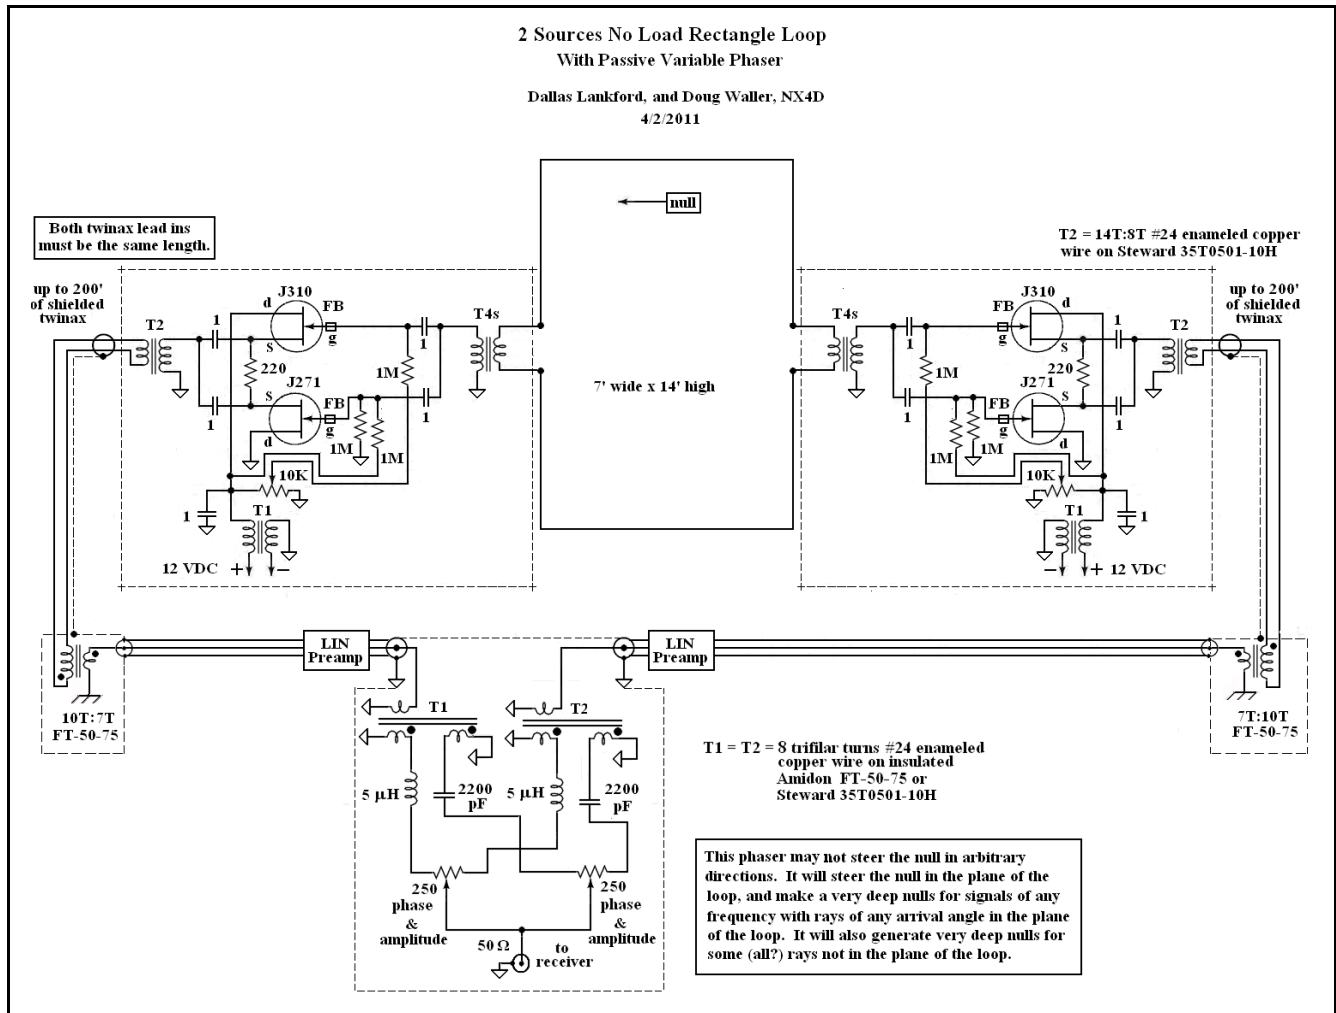 2 Sources No Load Rectangle Loop
With Passive Variable Phaser
Dallas Lankford, and Doug Waller, NX4D
4/2/2011
null
Both twinax lead ins
must be the same length.
T2 = 14T:8T #24 enameled copper
wire on Steward 35T0501-10H
up to 200'
of shielded
twinax
up to 200'
of shielded
twinax
T2
1
d
J310
FB
g
s
220
J271
s
FB
g
d
1
1M
1
1
1M
1M
T4s
10K
1
T1
12 VDC
+
−
7' wide x 14' high
T4s
1
1M
1
FB
g
J310
d
s
220
J271
s
FB
g
d
1
1
T2
1M
1M
10K
1
T1
−
+
12 VDC
LIN
Preamp
LIN
Preamp
10T:7T
FT-50-75
7T:10T
FT-50-75
T1
T2
5 μH
2200
pF
5 μH
2200
pF
T1 = T2 = 8 trifilar turns #24 enameled
copper wire on insulated
Amidon FT-50-75 or
Steward 35T0501-10H
250
phase
&
amplitude
250
phase
&
amplitude
50 Ω
to
receiver
This phaser may not steer the null in arbitrary
directions. It will steer the null in the plane of the
loop, and make a very deep nulls for signals of any
frequency with rays of any arrival angle in the plane
of the loop. It will also generate very deep nulls for
some (all?) rays not in the plane of the loop.